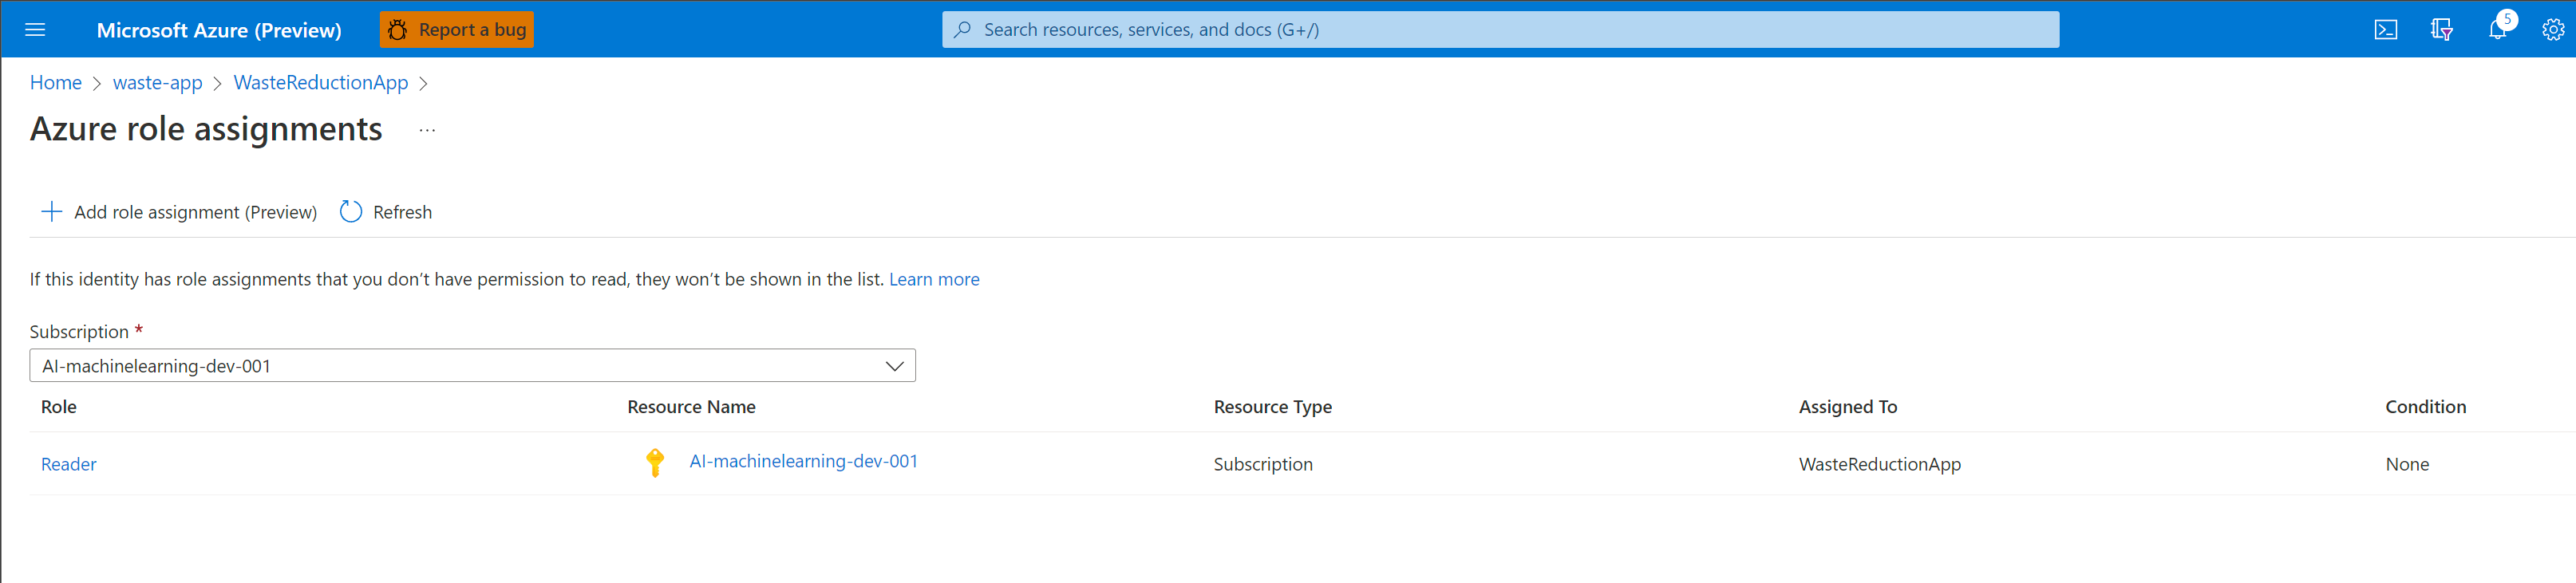 Microsoft Azure (Preview)
Report a bug
Search resources, services, and docs (G+/)
5
Home > waste-app > WasteReductionApp >
Azure role assignments ...
Add role assignment (Preview)
Refresh
If this identity has role assignments that you don’t have permission to read, they won’t be shown in the list. Learn more
Subscription *
AI-machinelearning-dev-001
Role Resource Name Resource Type Assigned To Condition
Reader AI-machinelearning-dev-001 Subscription WasteReductionApp None